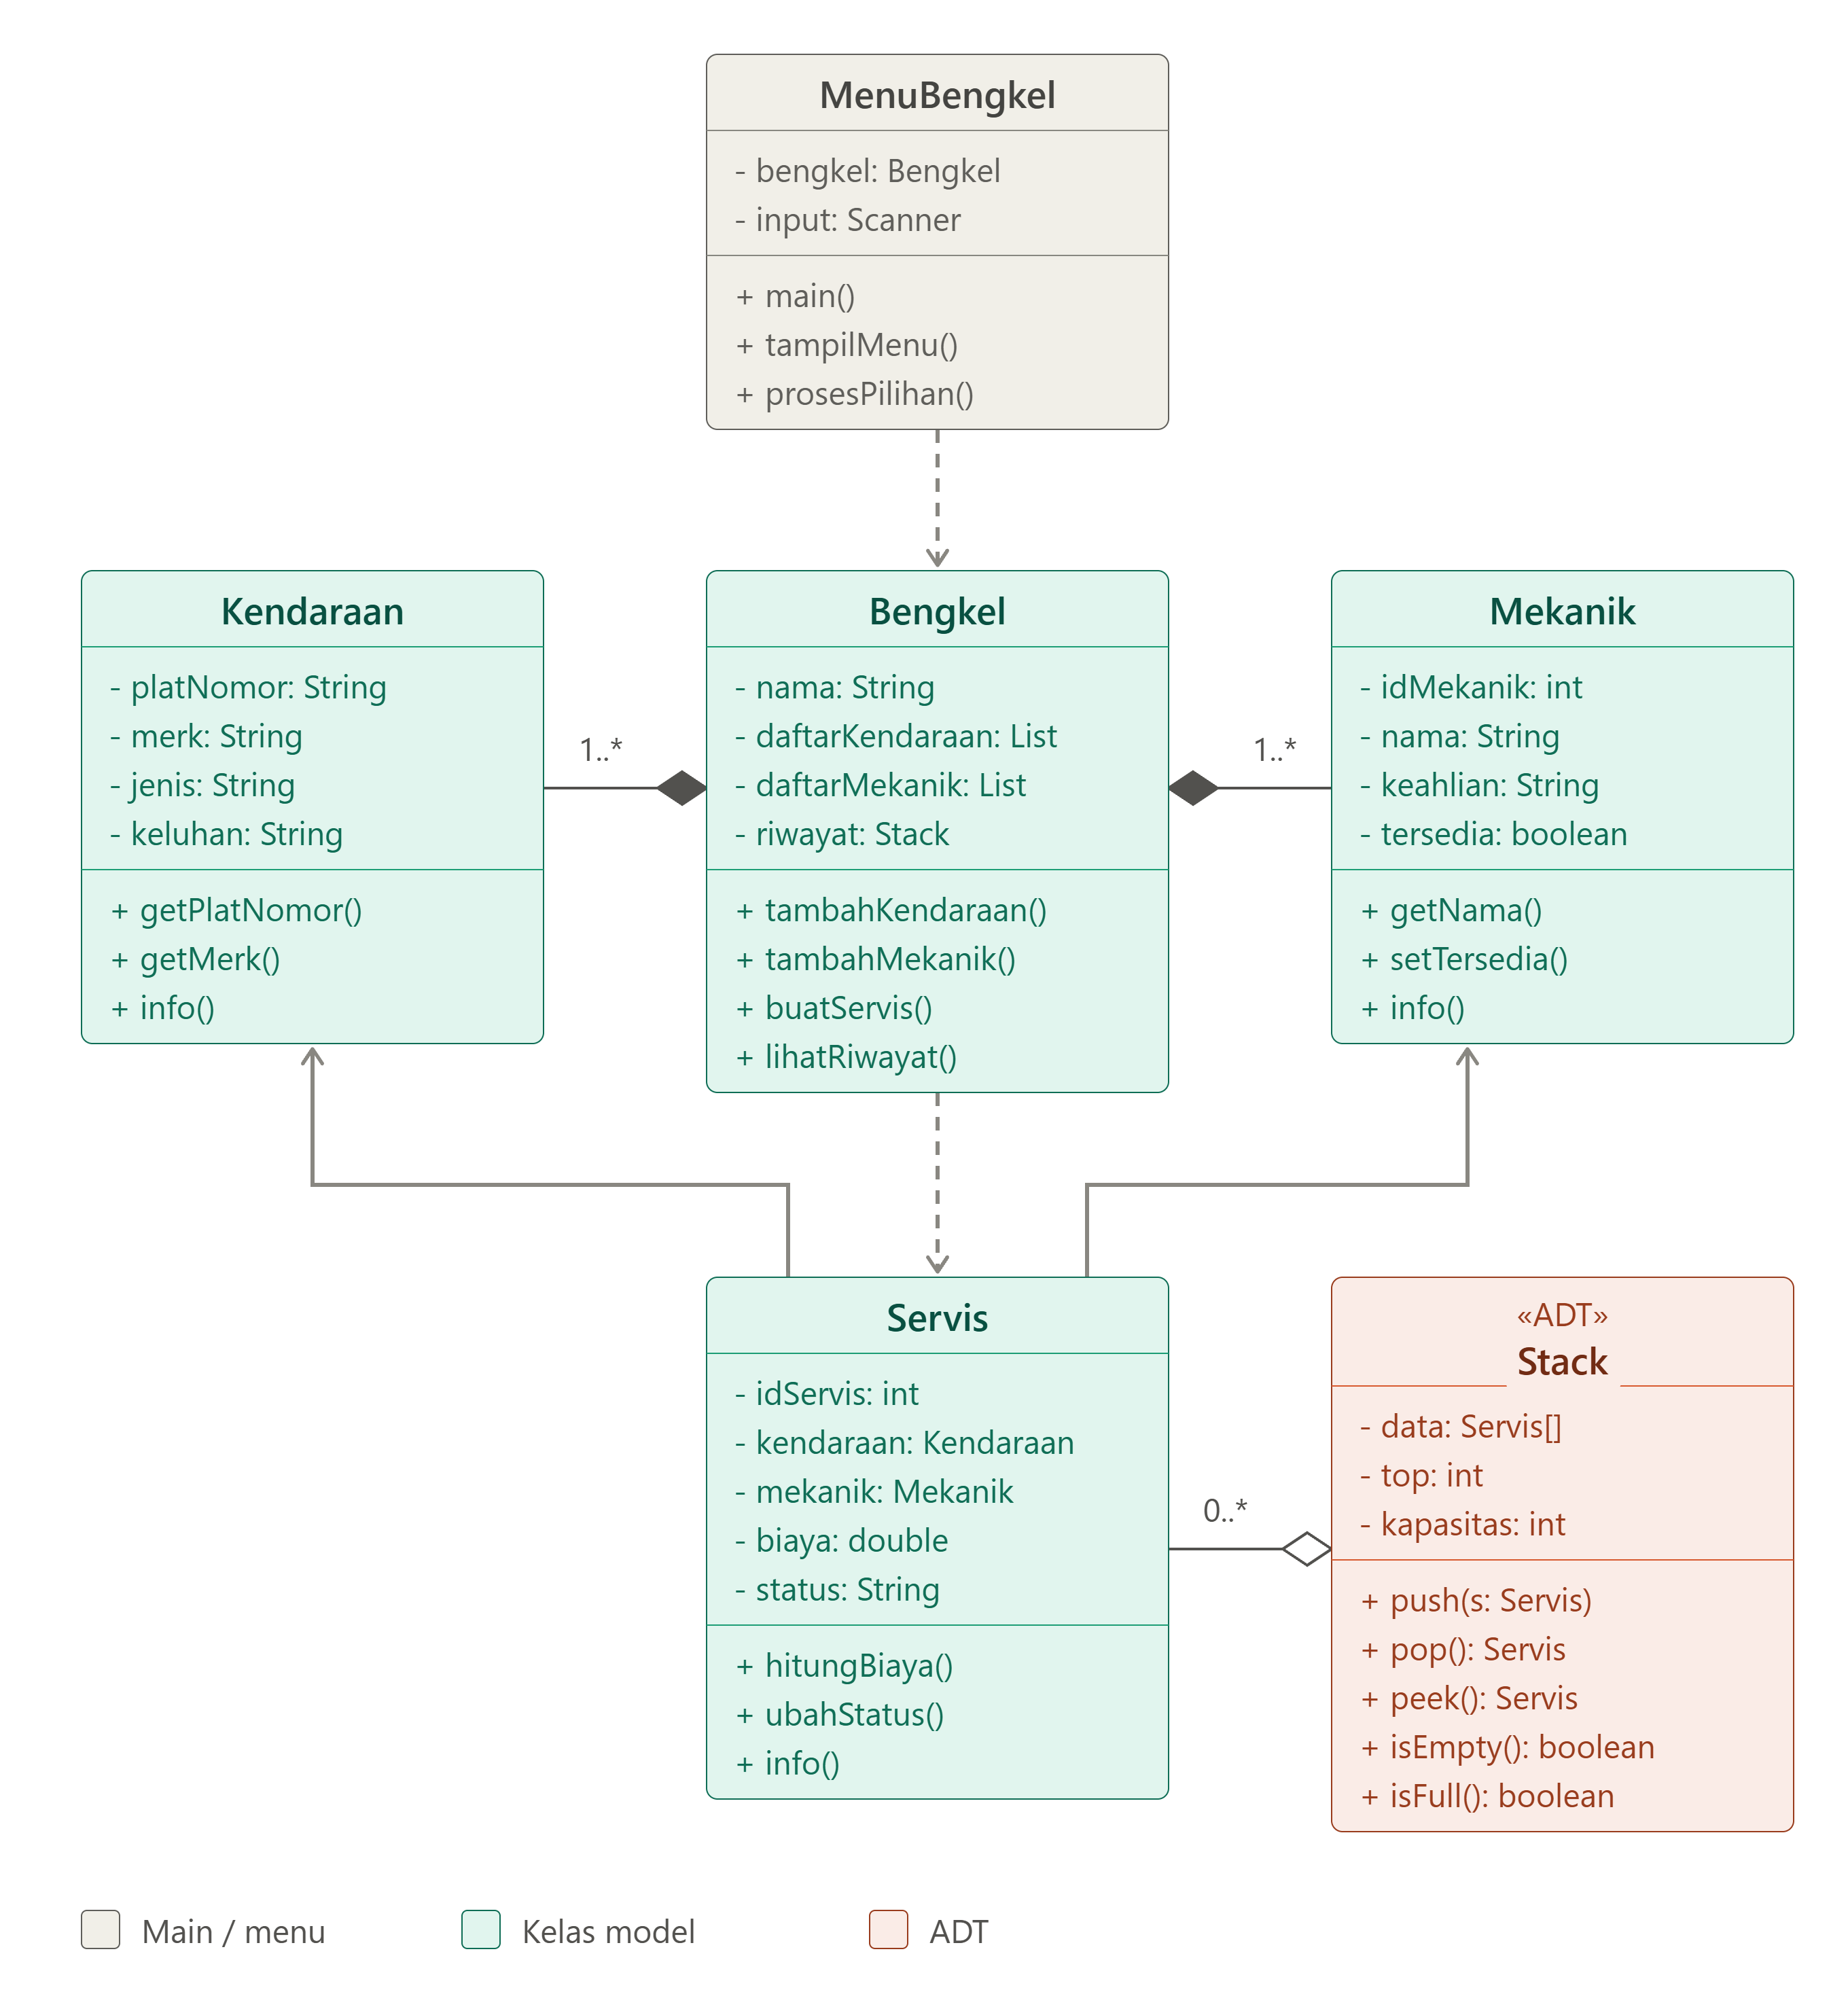 MenuBengkel
- bengkel: Bengkel
- input: Scanner
+ main()
+ tampilMenu()
+ prosesPilihan()
Kendaraan
- platNomor: String
- merk: String
- jenis: String
- keluhan: String
+ getPlatNomor()
+ getMerk()
+ info()
1..*
Bengkel
- nama: String
- daftarKendaraan: List
- daftarMekanik: List
- riwayat: Stack
+ tambahKendaraan()
+ tambahMekanik()
+ buatServis()
+ lihatRiwayat()
1..*
Mekanik
- idMekanik: int
- nama: String
- keahlian: String
- tersedia: boolean
+ getNama()
+ setTersedia()
+ info()
Servis
- idServis: int
- kendaraan: Kendaraan
- mekanik: Mekanik
- biaya: double
- status: String
+ hitungBiaya()
+ ubahStatus()
+ info()
0..*
«ADT»
Stack
- data: Servis[]
- top: int
- kapasitas: int
+ push(s: Servis)
+ pop(): Servis
+ peek(): Servis
+ isEmpty(): boolean
+ isFull(): boolean
Main / menu
Kelas model
ADT